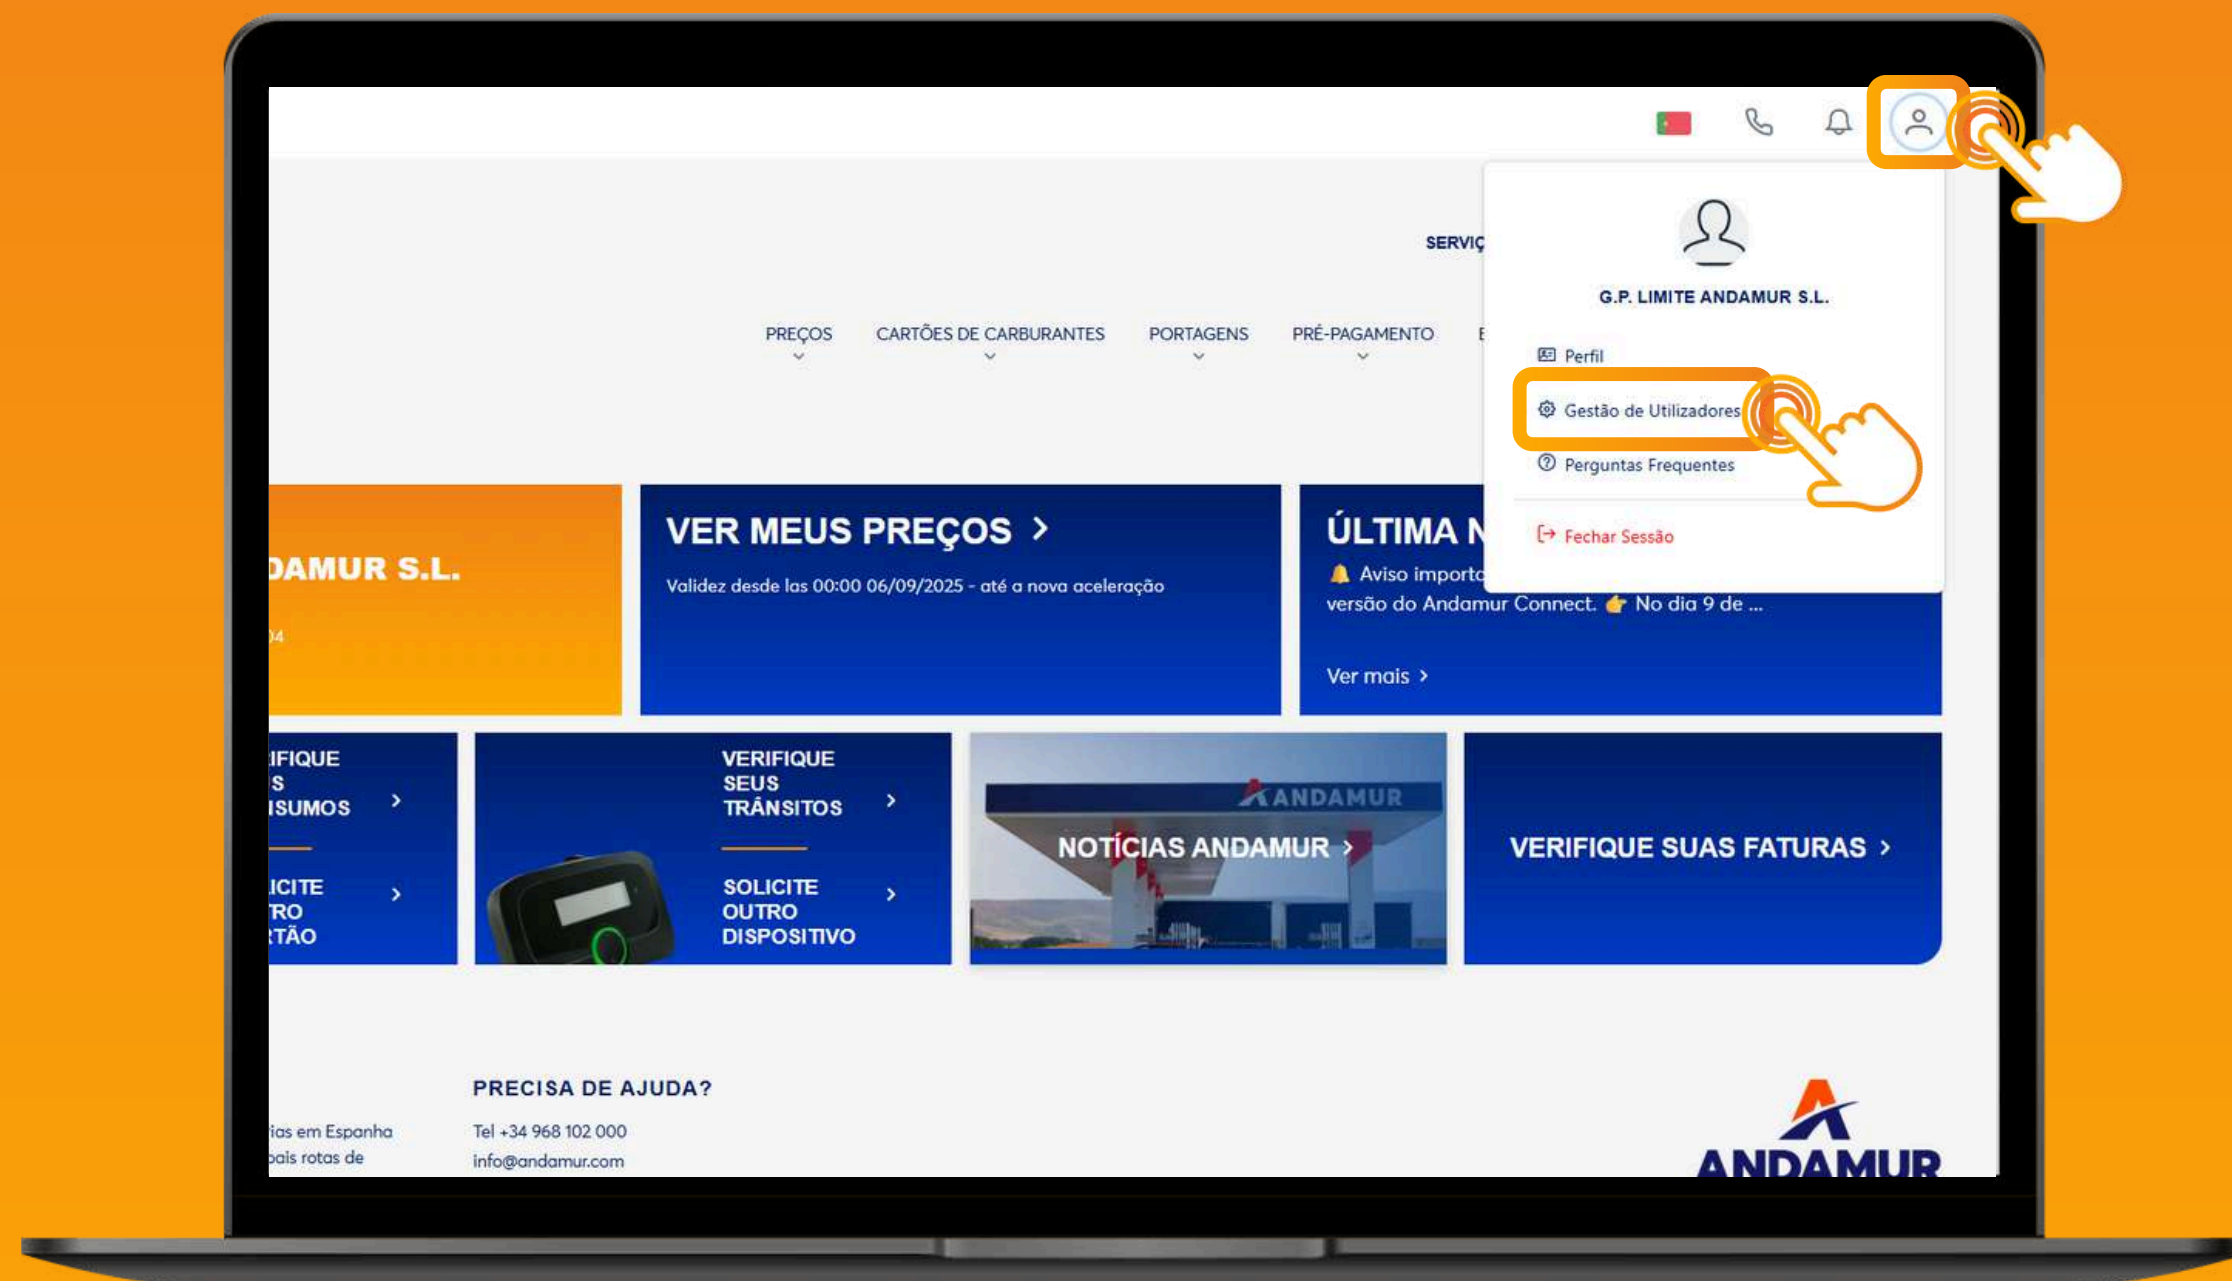 SERVIÇ
G.P. LIMITE ANDAMUR S.L.
PREÇOS
CARTÕES DE CARBURANTES
PORTAGENS
PRÉ-PAGAMENTO
Perfil
Gestão de Utilizadores
Perguntas Frequentes
Fechar Sessão
DAMUR S.L.
04
VER MEUS PREÇOS
Validez desde las 00:00 06/09/2025 - até a nova aceleração
ÚLTIMA N
Aviso importa
versão do Andamur Connect. 👉 No dia 9 de ...
Ver mais
IFIQUE
S
ISUMOS
ICITE
TRO
RTÃO
VERIFIQUE
SEUS
TRÂNSITOS
SOLICITE
OUTRO
DISPOSITIVO
ANDAMUR
NOTÍCIAS ANDAMUR
VERIFIQUE SUAS FATURAS
rias em Espanha
pais rotas de
PRECISA DE AJUDA?
Tel +34 968 102 000
info@andamur.com
ANDAMUR